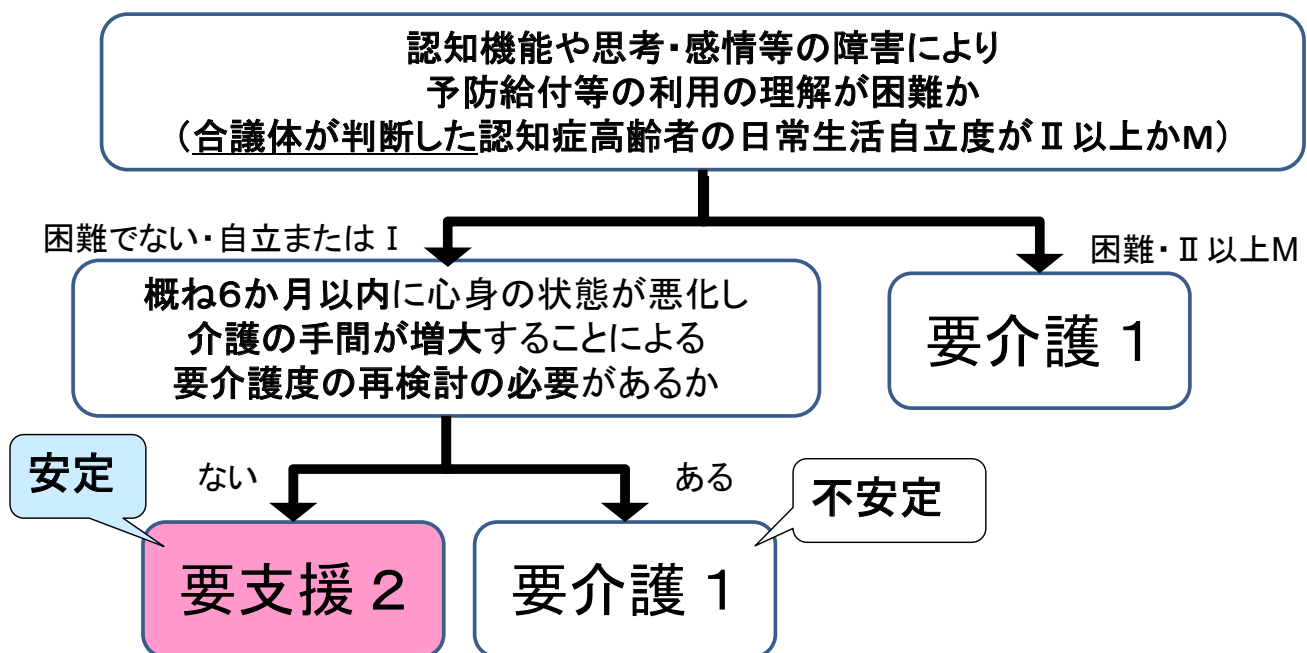 認知機能や思考・感情等の障害により
予防給付等の利用の理解が困難か
（合議体が判断した認知症高齢者の日常生活自立度がⅡ以上かM）
困難でない・自立またはⅠ
困難・Ⅱ以上M
概ね６か月以内に心身の状態が悪化し
介護の手間が増大することによる
要介護度の再検討の必要があるか
要介護１
安定
ない
ある
不安定
要支援２
要介護１